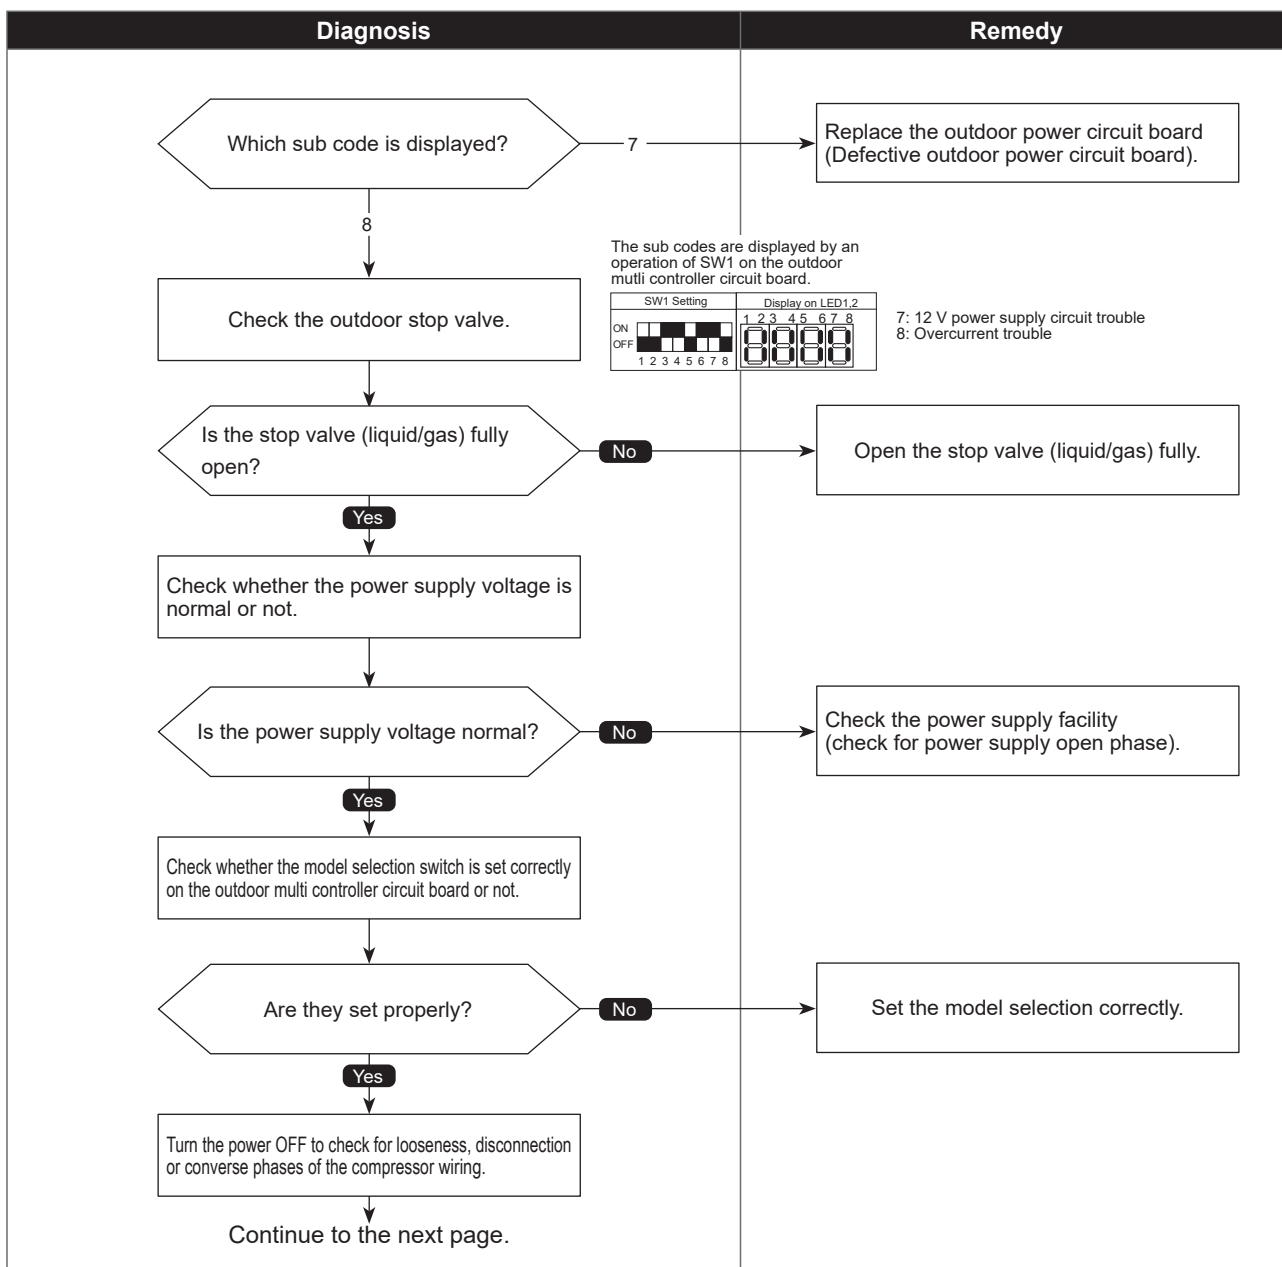 Diagnosis
Remedy
Which sub code is displayed?
7
Replace the outdoor power circuit board
(Defective outdoor power circuit board).
8
The sub codes are displayed by an
operation of SW1 on the outdoor
mutli controller circuit board.
Check the outdoor stop valve.
SW1 Setting
Display on LED1,2
ON
OFF
1 2 3 4 5 6 7 8
1 2 3 4 5 6 7 8
7: 12 V power supply circuit trouble
8: Overcurrent trouble
Is the stop valve (liquid/gas) fully
open?
No
Open the stop valve (liquid/gas) fully.
Yes
Check whether the power supply voltage is
normal or not.
Is the power supply voltage normal?
No
Check the power supply facility
(check for power supply open phase).
Yes
Check whether the model selection switch is set correctly
on the outdoor multi controller circuit board or not.
Are they set properly?
No
Set the model selection correctly.
Yes
Turn the power OFF to check for looseness, disconnection
or converse phases of the compressor wiring.
Continue to the next page.